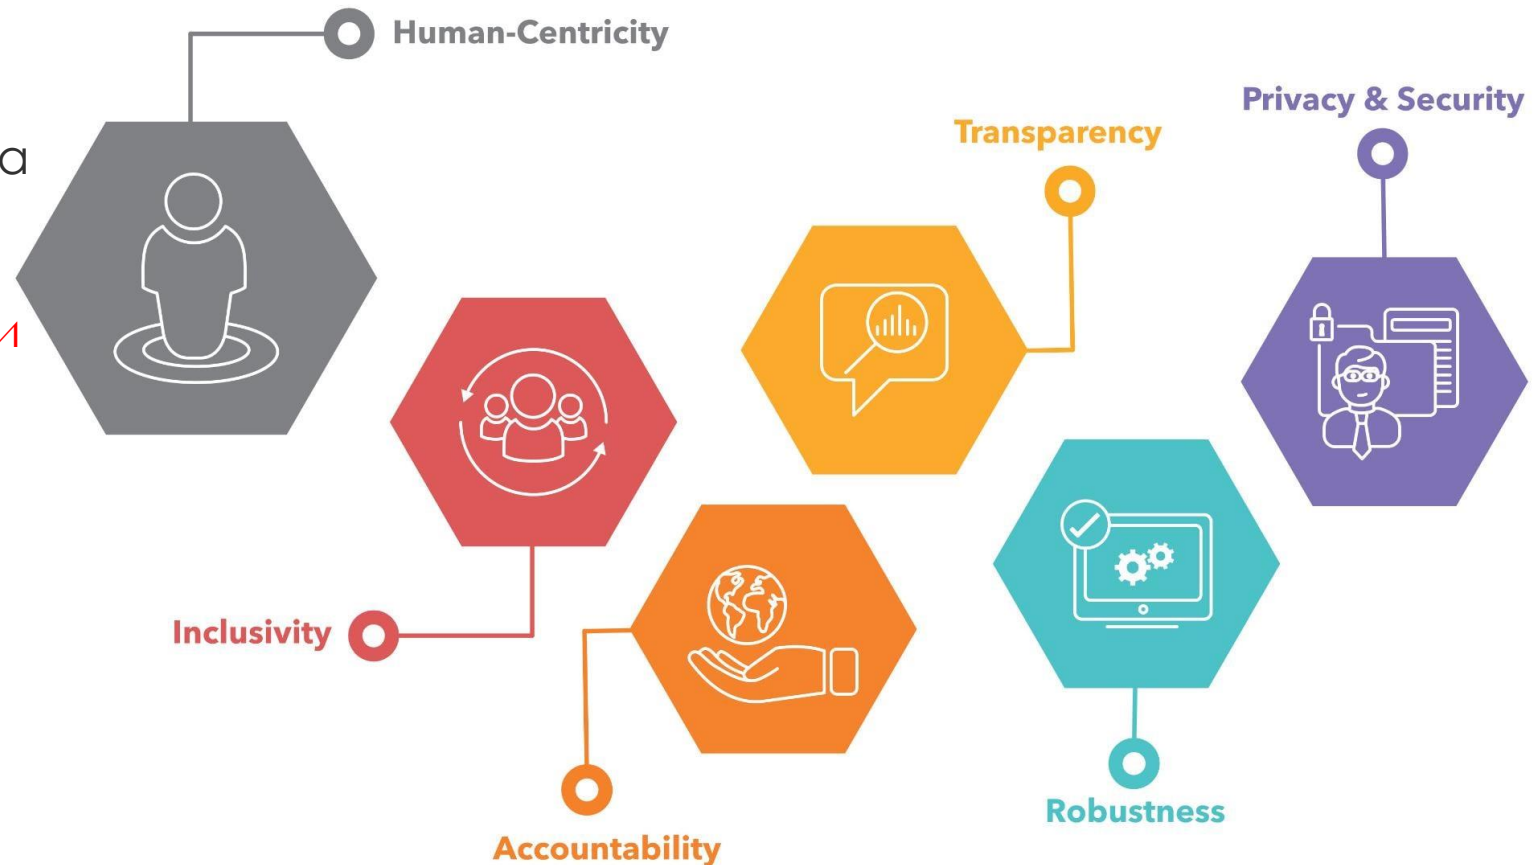 Human-Centricity
Privacy & Security
Transparency
а
и
Inclusivity
Robustness
Accountability